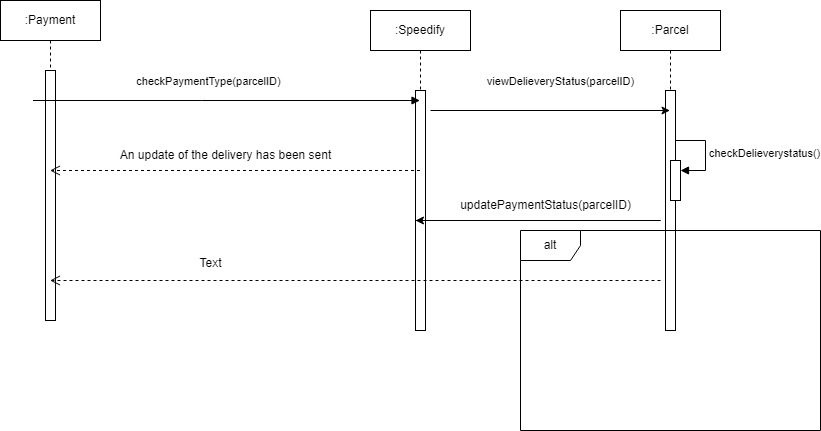 :Payment
:Speedify
:Parcel
checkPaymentType(parcelID)
viewDelieveryStatus(parcelID)
An update of the delivery has been sent
checkDelieverystatus()
updatePaymentStatus(parcelID)
alt
Text